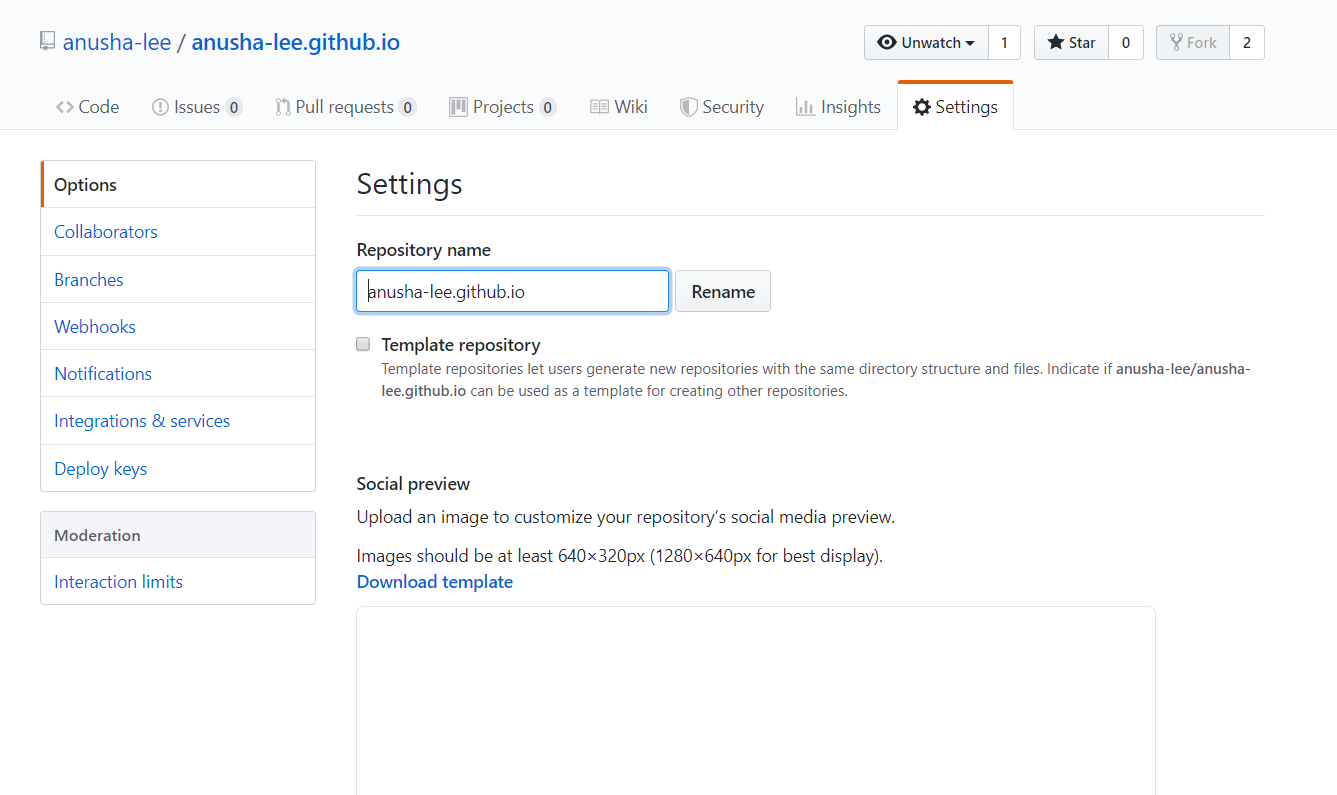 anusha-lee / anusha-lee.github.io
Unwatch 1 Star 0 Fork 2
Code Issues 0 Pull requests 0 Projects 0 Wiki Security Insights Settings
Options
Collaborators
Branches
Webhooks
Notifications
Integrations & services
Deploy keys
Moderation
Interaction limits
Settings
Repository name
anusha-lee.github.io Rename
Template repository
Template repositories let users generate new repositories with the same directory structure and files. Indicate if anusha-lee/anusha-
lee.github.io can be used as a template for creating other repositories.
Social preview
Upload an image to customize your repository’s social media preview.
Images should be at least 640×320px (1280×640px for best display).
Download template